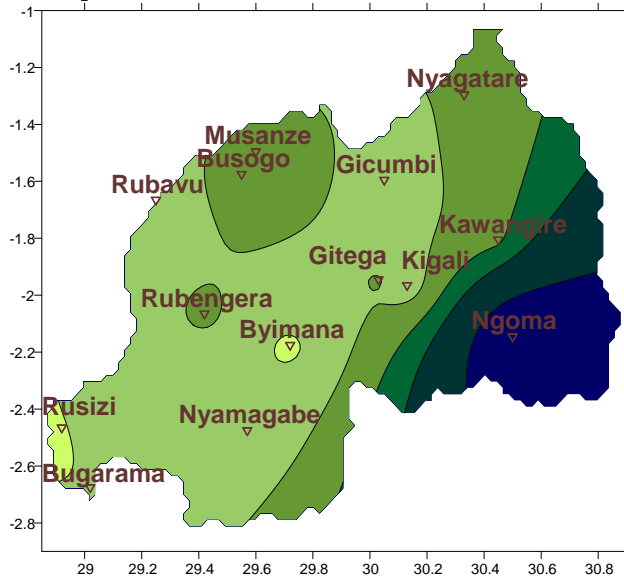 -1
Nyagatare
-1.2
-1.4
Musanze
Busogo
Gicumbi
-1.6
Rubavu
Kawangire
-1.8
Gitega
Kigali
-2
Rubengera
Ngoma
Byimana
-2.2
Rusizi
Nyamagabe
-2.4
Bugarama
-2.6
-2.8
29 29.2 29.4 29.6 29.8 30 30.2 30.4 30.6 30.8